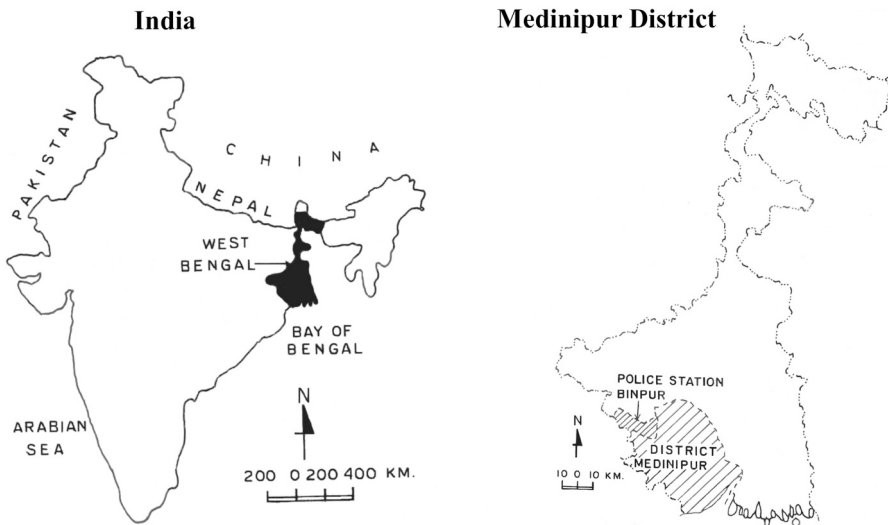 India
Medinipur District
PAKISTAN
CHINA
NEPAL
WEST
BENGAL
BAY OF
BENGAL
ARABIAN
SEA
N
200 0 200 400 KM.
POLICE STATION
BINPUR
N
DISTRICT
MEDINIPUR
10 0 10 KM.